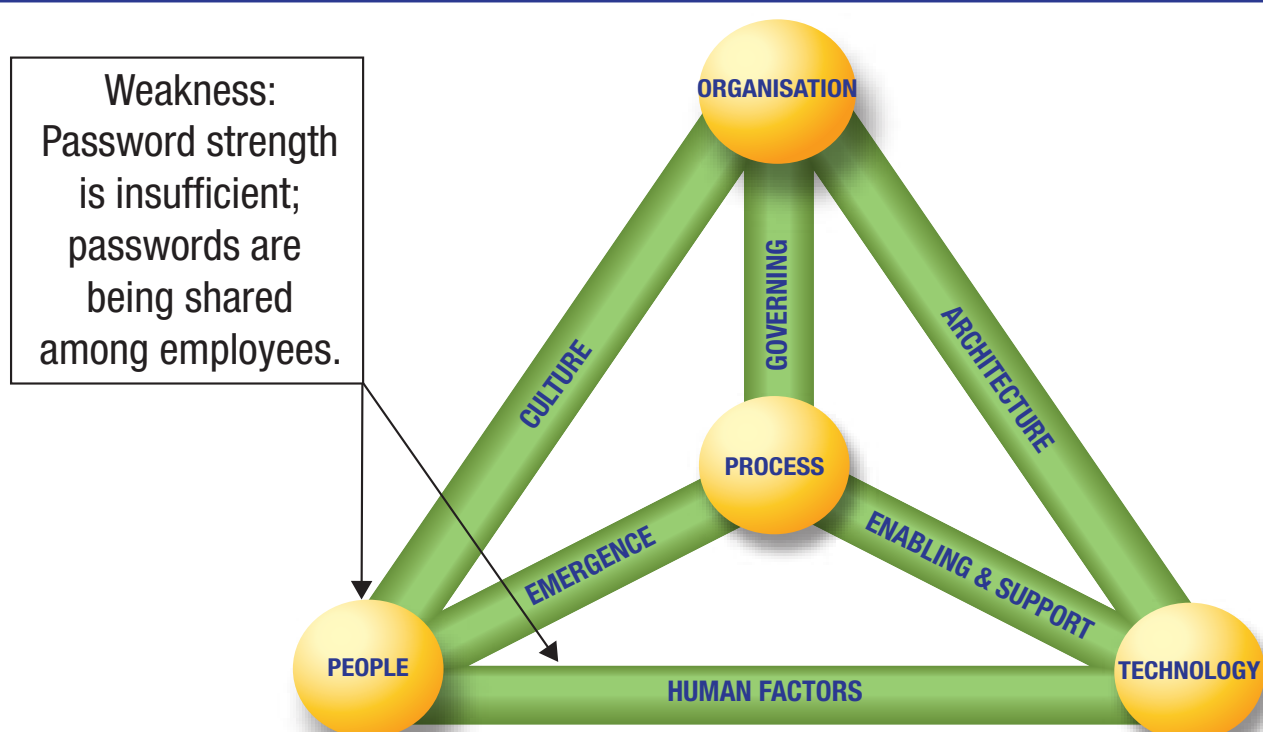 Weakness:
Password strength
is insufficient;
passwords are
being shared
among employees.
ORGANISATION
CULTURE
GOVERNING
ARCHITECTURE
PROCESS
EMERGENCE
ENABLING & SUPPORT
PEOPLE
HUMAN FACTORS
TECHNOLOGY